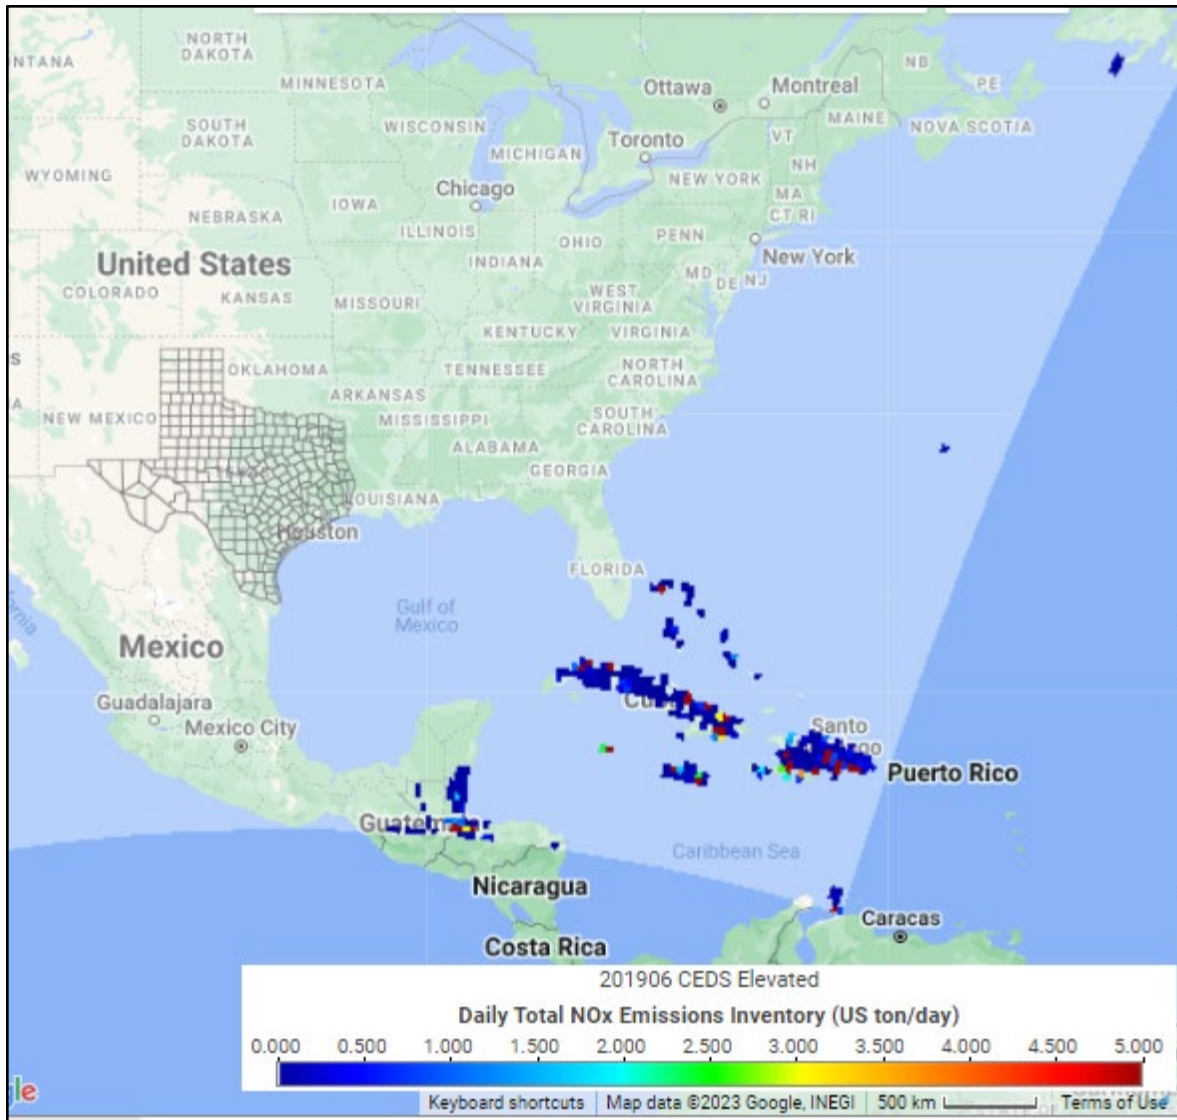 NORTH
DAKOTA
NTANA
MINNESOTA
NB
Ottawa
Montreal
PE
SOUTH
DAKOTA
WISCONSIN
MAINE
NOVA SCOTIA
VT
Toronto
MICHIGAN
NH
WYOMING
NEW YORK
Chicago
MA
IOWA
NEBRASKA
CT RI
ILLINOIS
OHIO
PENN
New York
United States
INDIANA
MD
DE NJ
COLORADO
KANSAS
MISSOURI
WEST
VIRGINIA
KENTUCKY
VIRGINIA
S
OKLAHOMA
TENNESSEE
NORTH
CAROLINA
ARKANSAS
A
NEW MEXICO
MISSISSIPPI
SOUTH
CAROLINA
ALABAMA
GEORGIA
LOUISIANA
Houston
FLORIDA
Gulf of
Mexico
Mexico
Guadalajara
Mexico City
Santo
Puerto Rico
Guatemala
Caribbean Sea
Nicaragua
Caracas
Costa Rica
201906 CEDS Elevated
Daily Total NOx Emissions Inventory (US ton/day)
0.000 0.500 1.000 1.500 2.000 2.500 3.000 3.500 4.000 4.500 5.000
gle
Keyboard shortcuts Map data ©2023 Google, INEGI 500 km Terms of Use